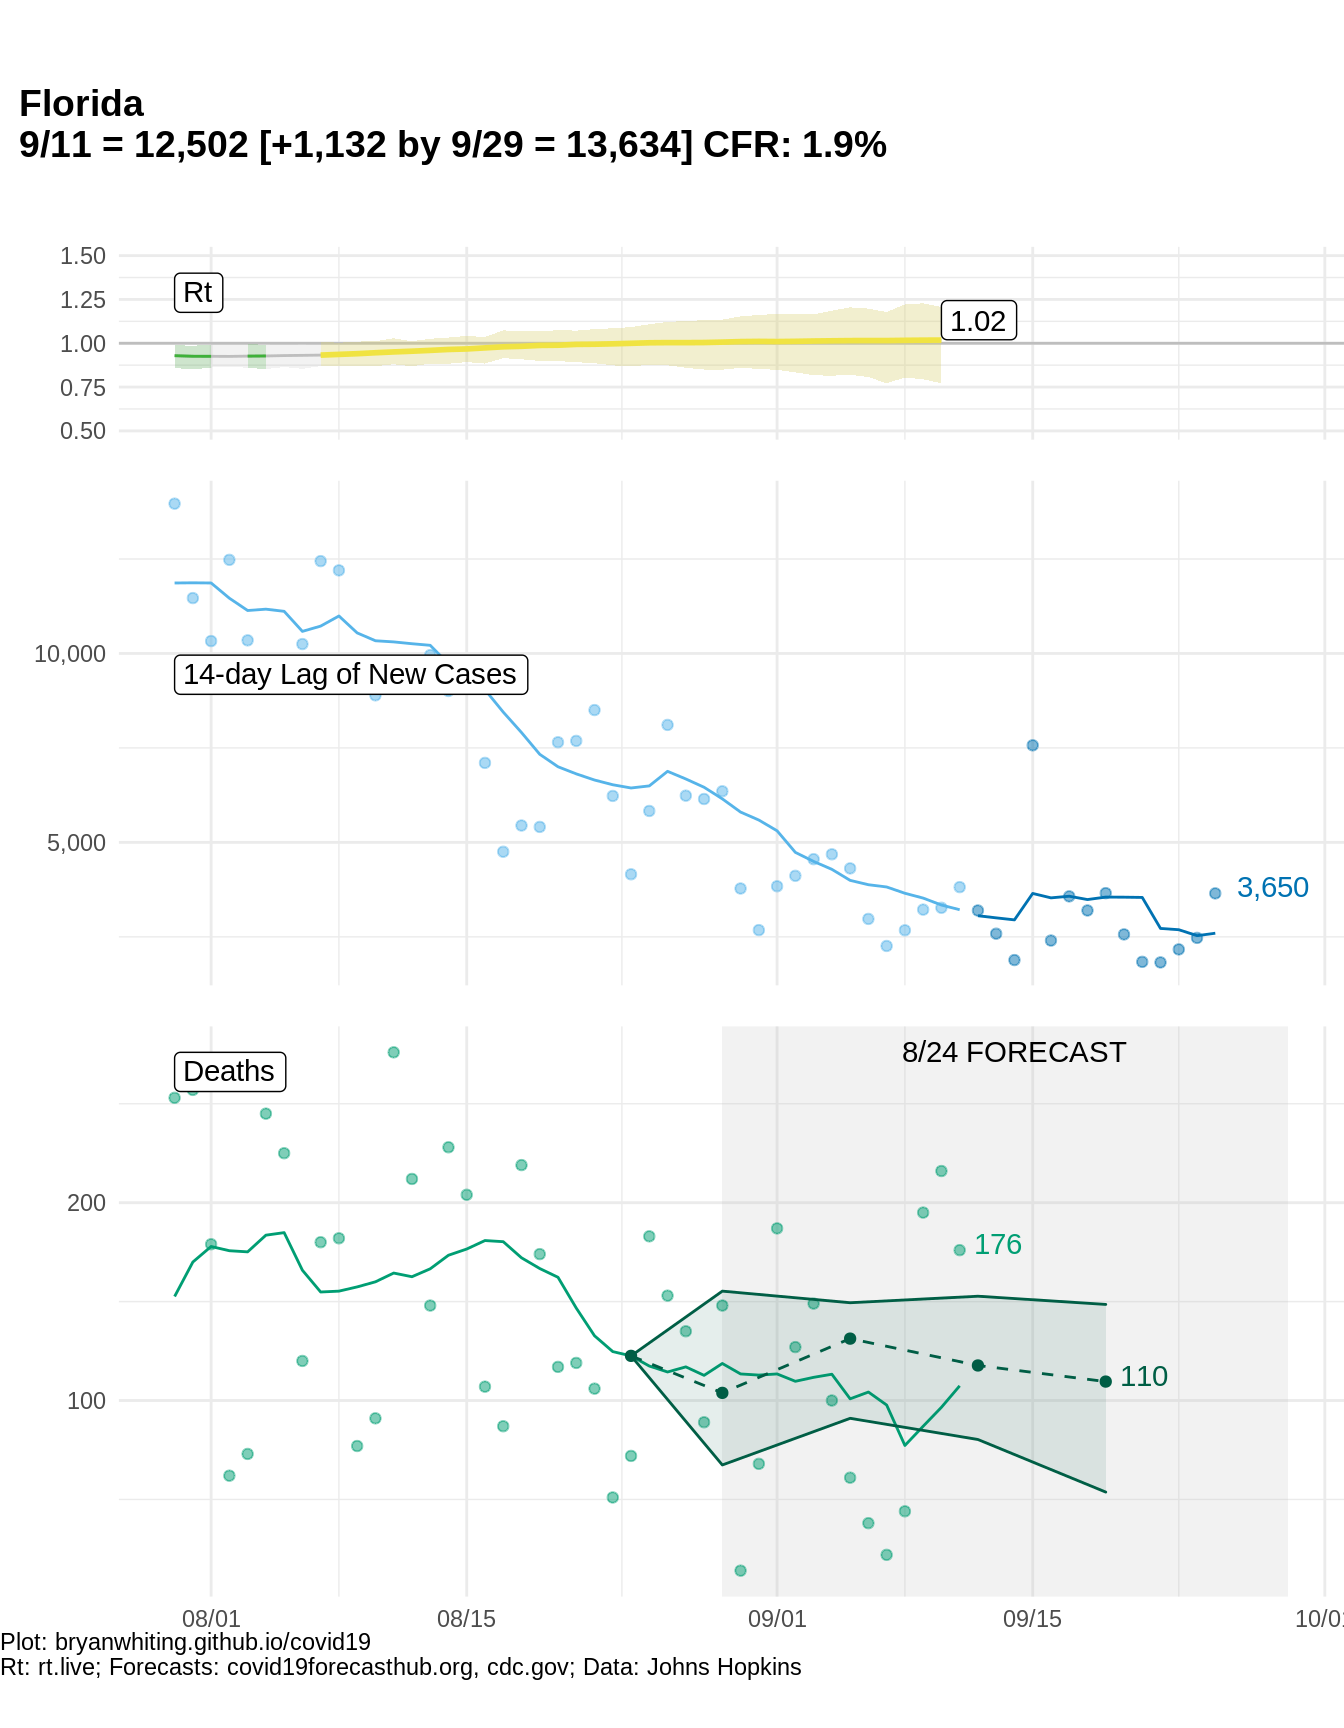 Florida
9/11 = 12,502 [+1,132 by 9/29 = 13,634] CFR: 1.9%
1.50
1.25
1.00
0.75
0.50
Rt
1.02
10,000
5,000
14-day Lag of New Cases
3,650
200
100
Deaths
8/24 FORECAST
176
110
08/01
08/15
09/01
09/15
10/01
Plot: bryanwhiting.github.io/covid19
Rt: rt.live; Forecasts: covid19forecasthub.org, cdc.gov; Data: Johns Hopkins